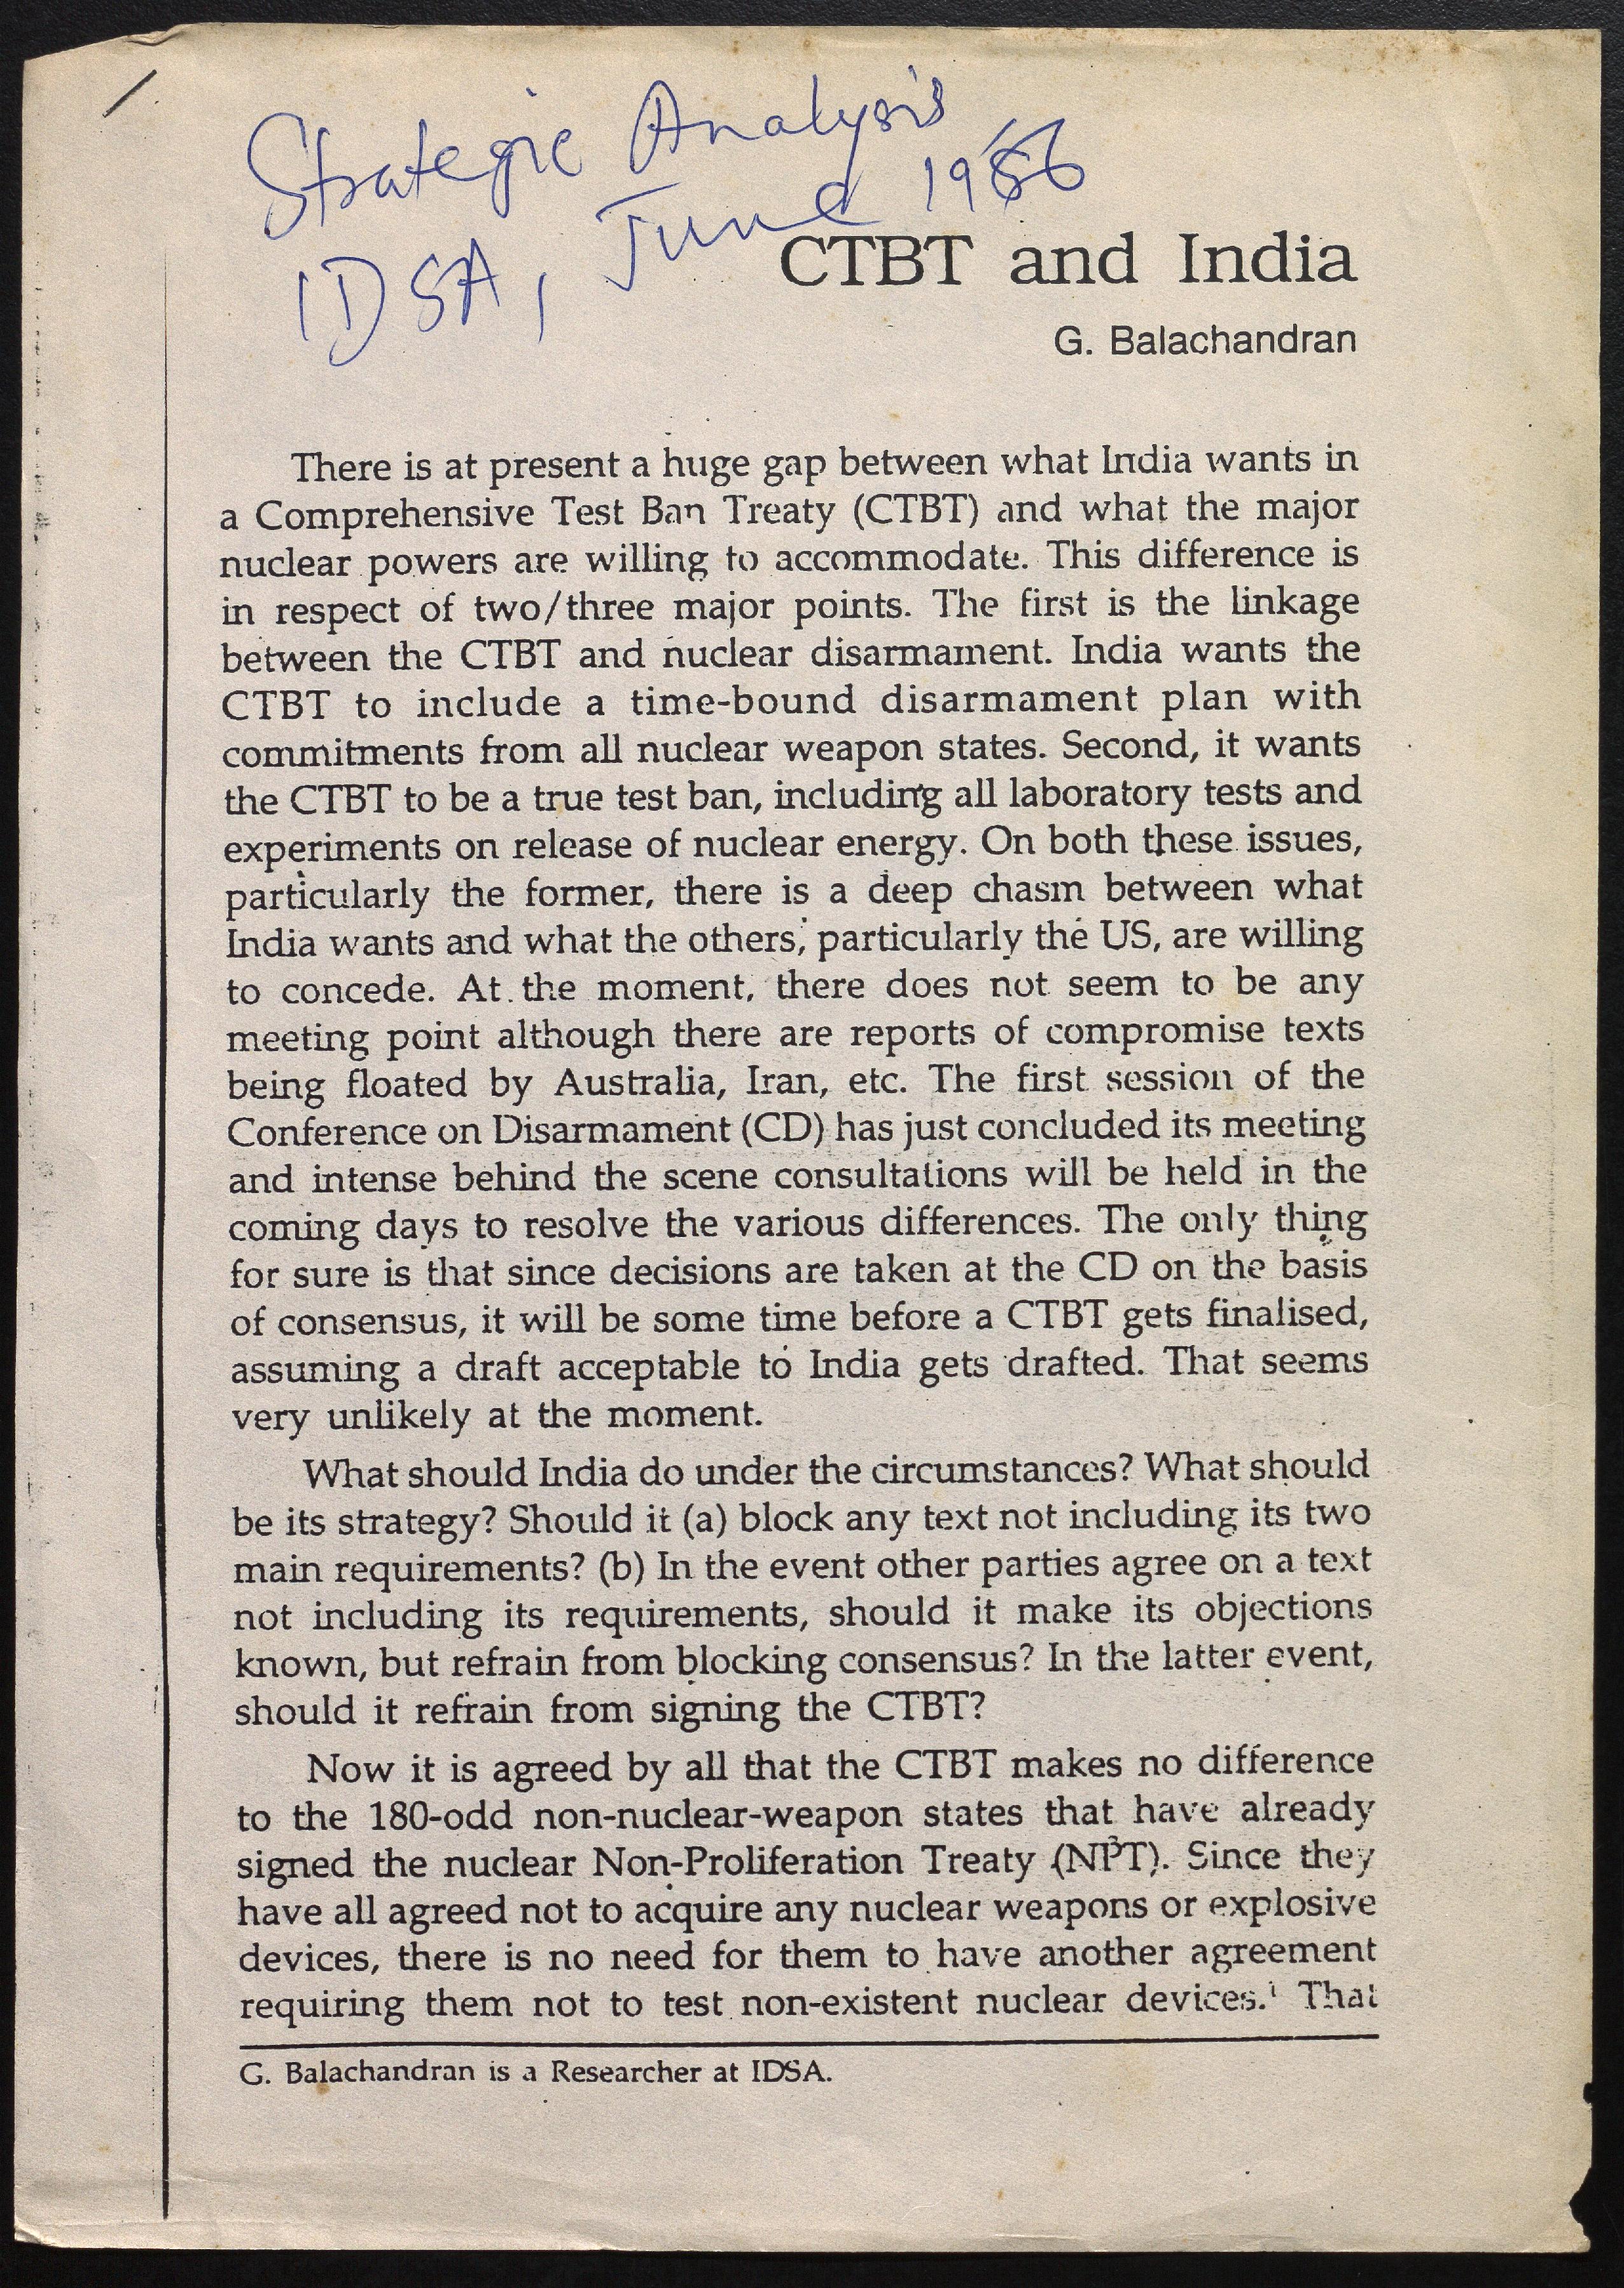 Strategic Analysis
IDSA, June
CTBT and India
G. Balachandran
There is at present a huge gap between what India wants in
a Comprehensive Test Ban Treaty (CTBT) and what the major
nuclear powers are willing to accommodate. This difference is
in respect of two/three major points. The first is the linkage
between the CTBT and nuclear disarmament. India wants the
CTBT to include a time-bound disarmament plan with
commitments from all nuclear weapon states. Second, it wants
the CTBT to be a true test ban, including all laboratory tests and
experiments on release of nuclear energy. On both these issues,
particularly the former, there is a deep chasm between what
India wants and what the others, particularly the US, are willing
to concede. At the moment, there does not seem to be any
meeting point although there are reports of compromise texts
being floated by Australia, Iran, etc. The first session of the
Conference on Disarmament (CD) has just concluded its meeting
and intense behind the scene consultations will be held in the
coming days to resolve the various differences. The only thing
for sure is that since decisions are taken at the CD on the basis
of consensus, it will be some time before a CTBT gets finalised,
assuming a draft acceptable to India gets drafted. That seems
very unlikely at the moment.
What should India do under the circumstances? What should
be its strategy? Should it (a) block any text not including its two
main requirements? (b) In the event other parties agree on a text
not including its requirements, should it make its objections
known, but refrain from blocking consensus? In the latter event,
should it refrain from signing the CTBT?
Now it is agreed by all that the CTBT makes no difference
to the 180-odd non-nuclear-weapon states that have already
signed the nuclear Non-Proliferation Treaty (NPT). Since they
have all agreed not to acquire any nuclear weapons or explosive
devices, there is no need for them to have another agreement
requiring them not to test non-existent nuclear devices.¹ That
G. Balachandran is a Researcher at IDSA.